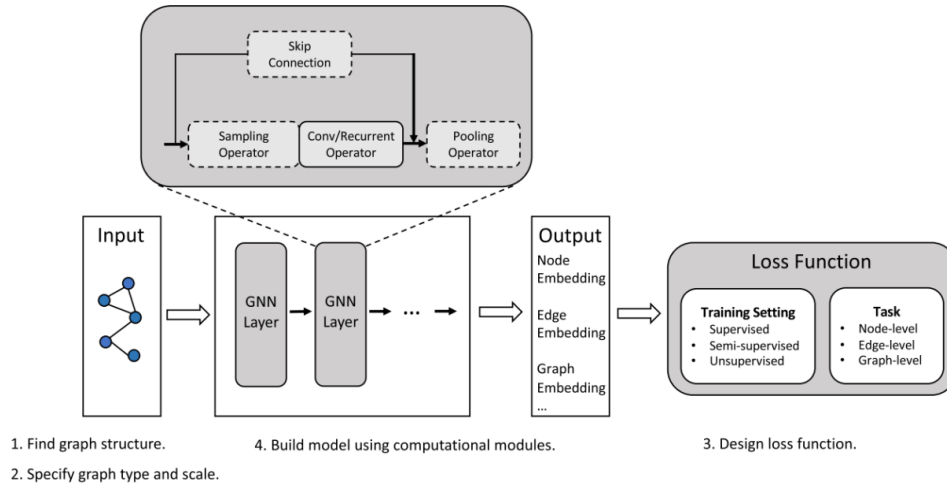 Skip
Connection
Sampling
Operator
Conv/Recurrent
Operator
Pooling
Operator
Input
GNN
Layer
GNN
Layer
...
Output
Node
Embedding
Edge
Embedding
Graph
Embedding
...
Loss Function
Training Setting
• Supervised
• Semi-supervised
• Unsupervised
Task
• Node-level
• Edge-level
• Graph-level
1. Find graph structure.
2. Specify graph type and scale.
4. Build model using computational modules.
3. Design loss function.